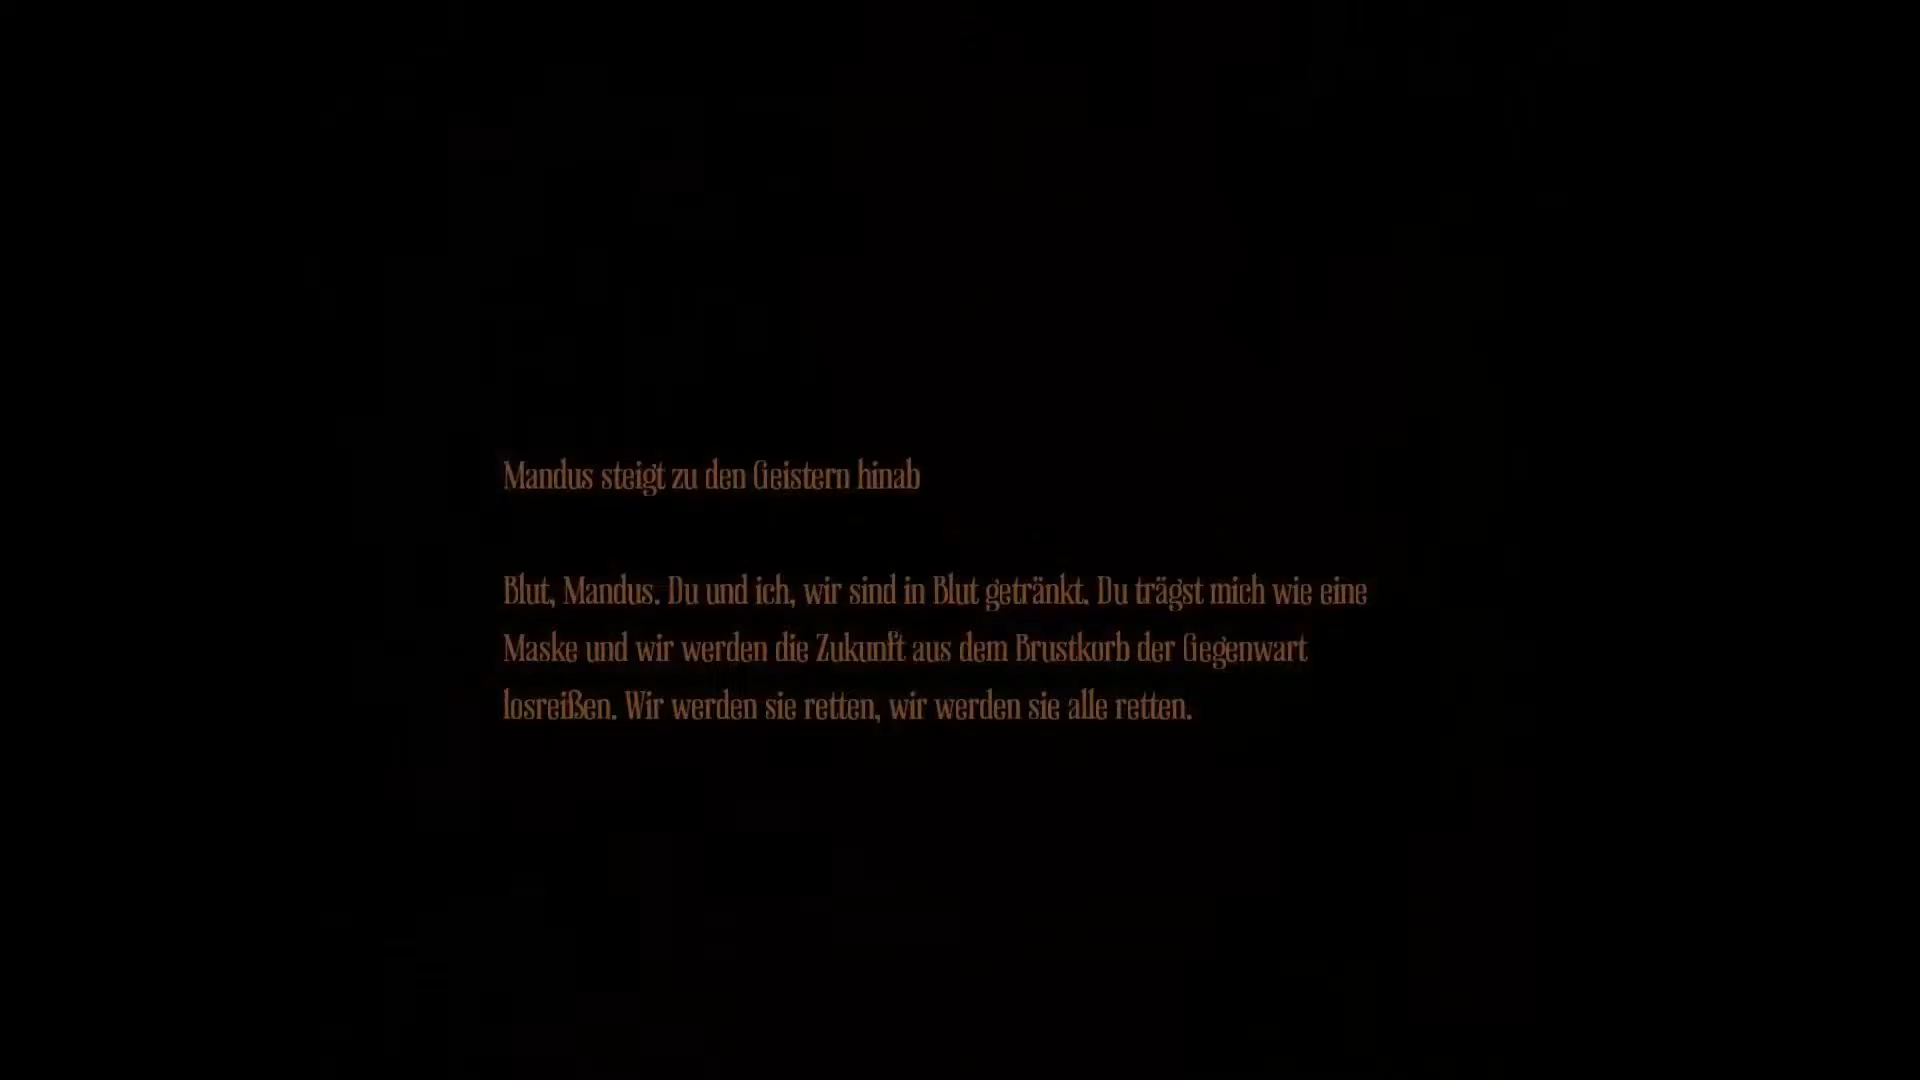 Mandus steigt zu den Geistern hinab
Blut, Mandus. Du und ich, wir sind in Blut getränkt. Du trägst mich wie eine
Maske und wir werden die Zukunft aus dem Brustkorb der Gegenwart
losreißen. Wir werden sie retten, wir werden sie alle retten.